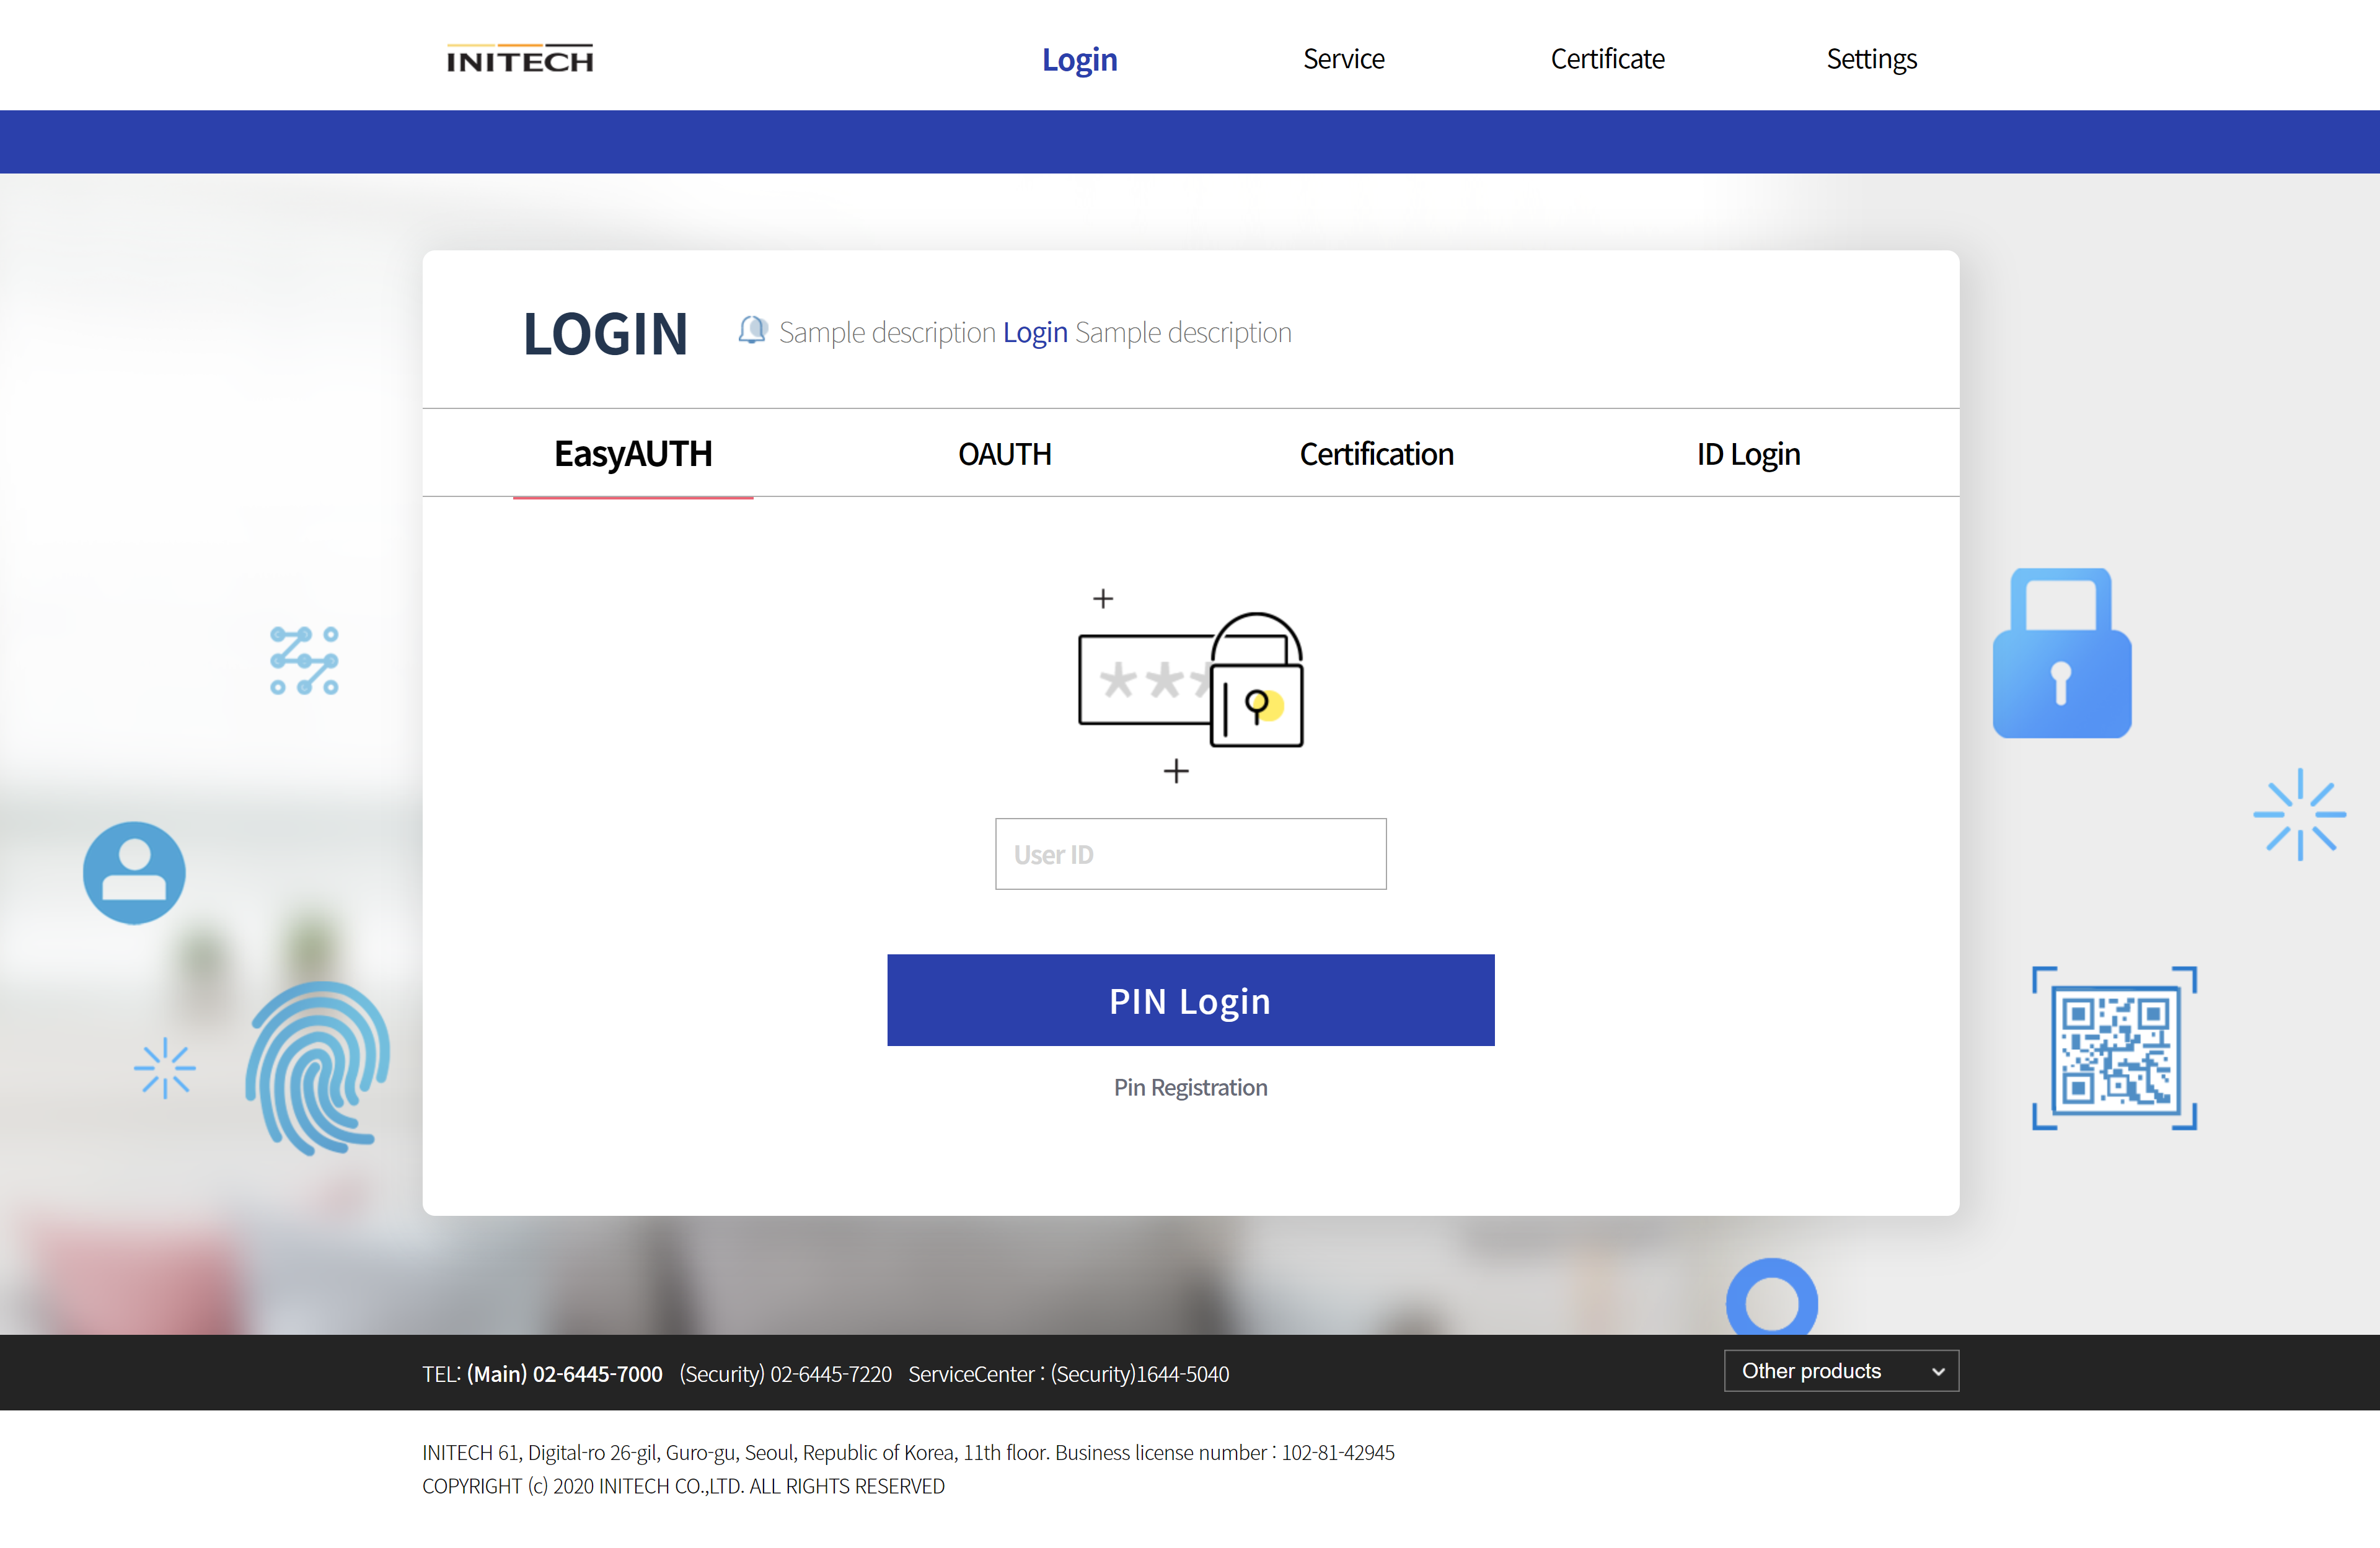 INITECH
Login Service Certificate Settings
LOGIN Sample description Login Sample description
EasyAUTH OAUTH Certification ID Login
***
User ID
PIN Login
Pin Registration
TEL: (Main) 02-6445-7000 (Security) 02-6445-7220 ServiceCenter : (Security)1644-5040
Other products
INITECH 61, Digital-ro 26-gil, Guro-gu, Seoul, Republic of Korea, 11th floor. Business license number : 102-81-42945
COPYRIGHT (c) 2020 INITECH CO.,LTD. ALL RIGHTS RESERVED